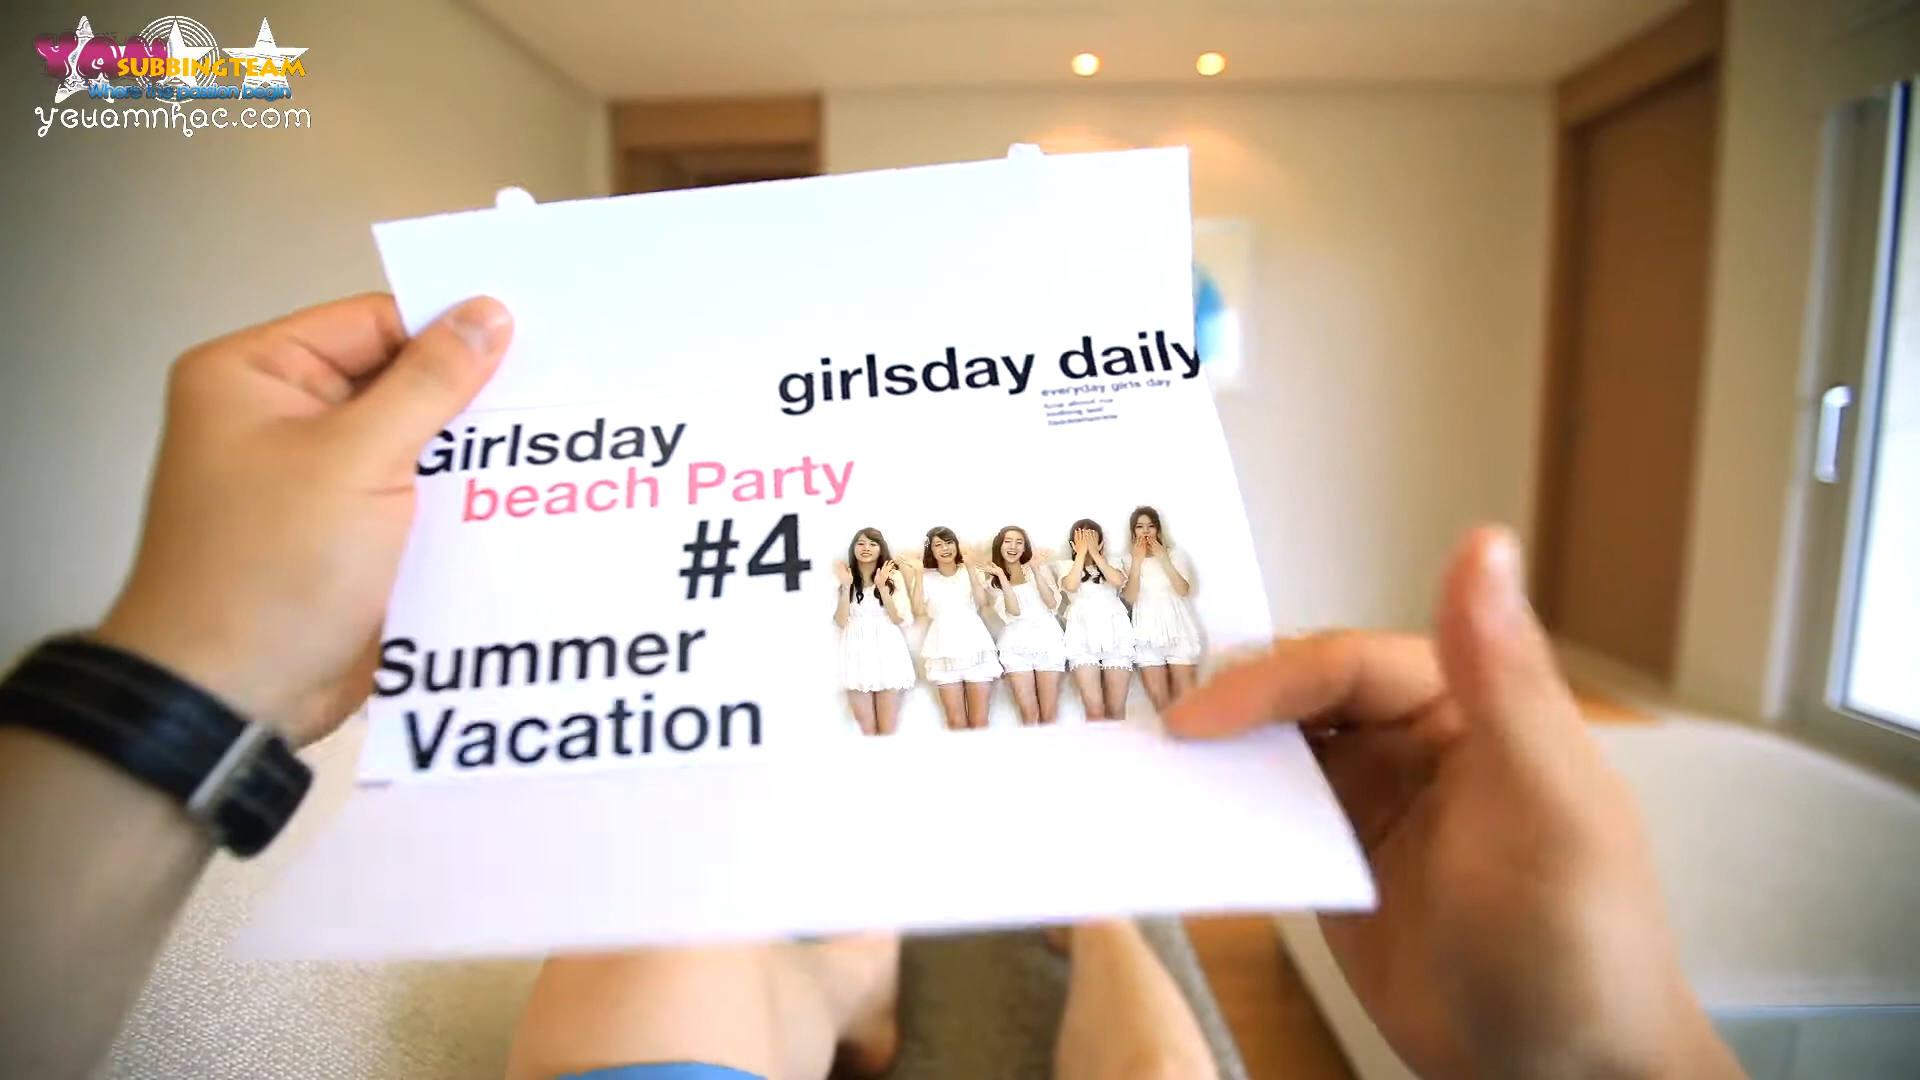 YAN
SUBBINGTEAM
Where the passion begin
yeuamnhac.com
girlsday daily
everyday girls day
Girlsday
beach Party
#4
Summer
Vacation